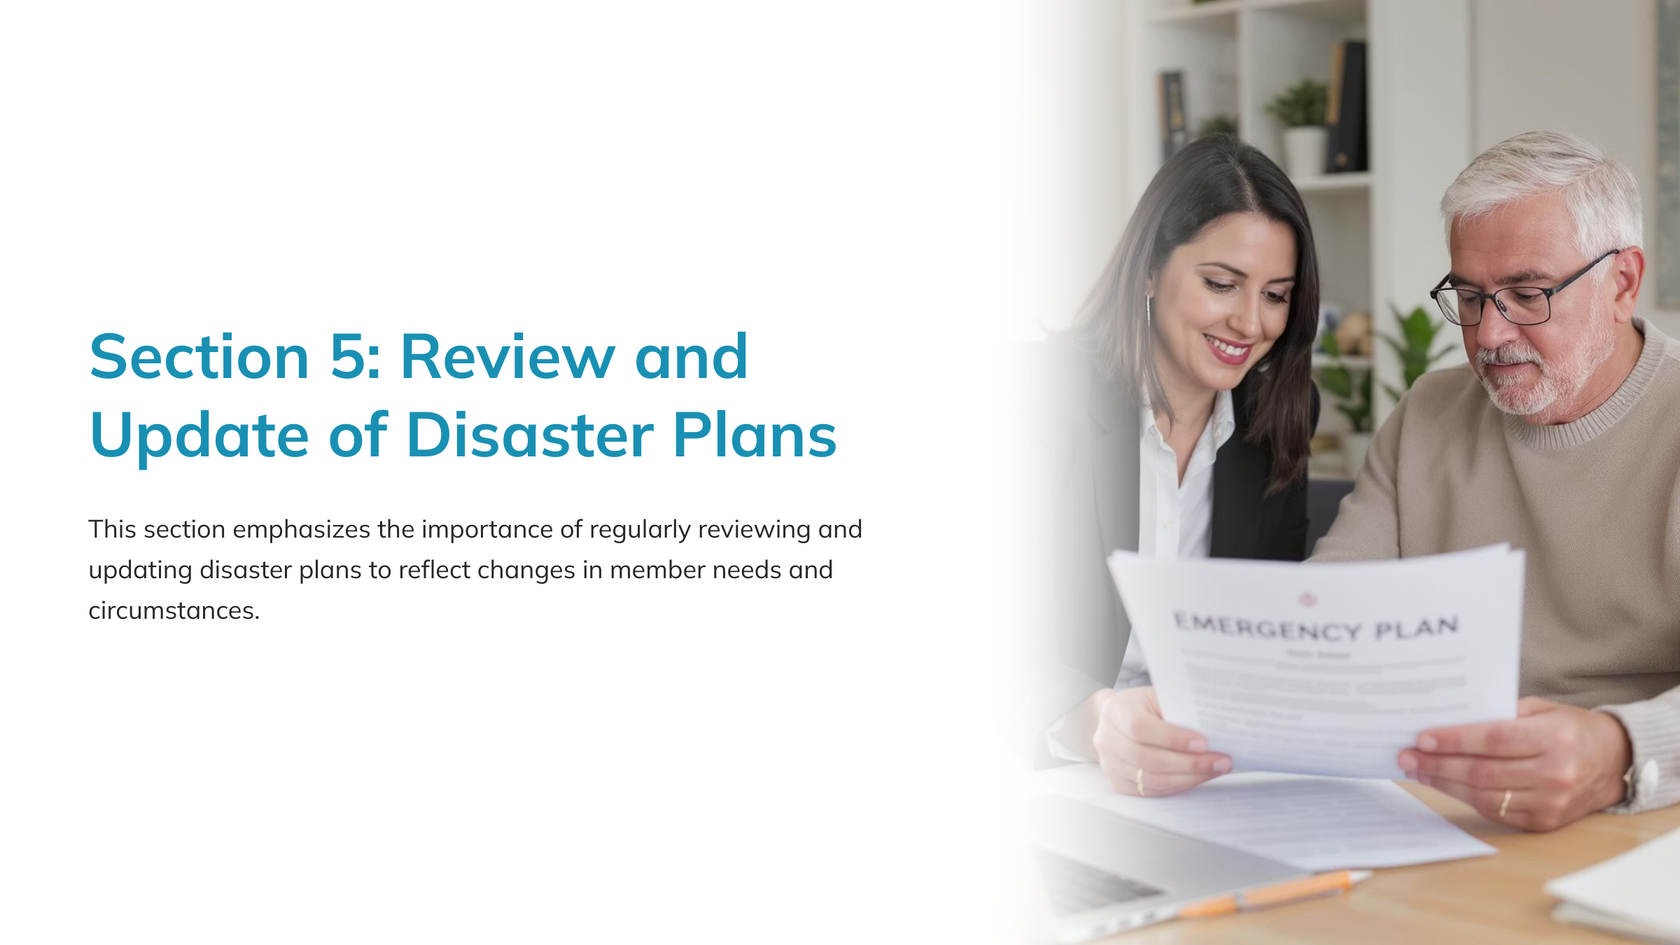 Section 5: Review and
Update of Disaster Plans
This section emphasizes the importance of regularly reviewing and
updating disaster plans to reflect changes in member needs and
circumstances.
EMERGENCY PLAN